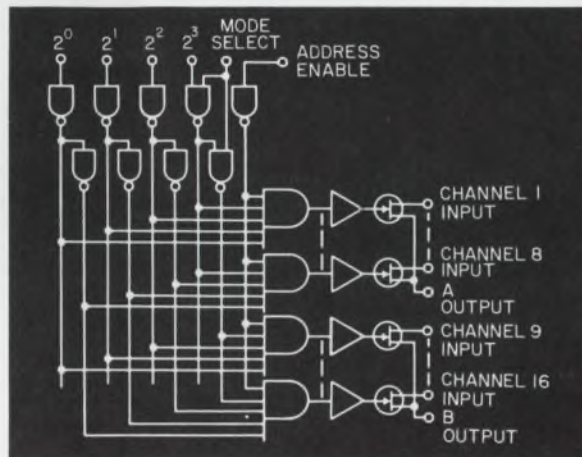 2⁰ 2¹ 2² 2³ MODE SELECT
ADDRESS ENABLE
CHANNEL 1 INPUT
CHANNEL 8 INPUT
A OUTPUT
CHANNEL 9 INPUT
CHANNEL 16 INPUT
B OUTPUT